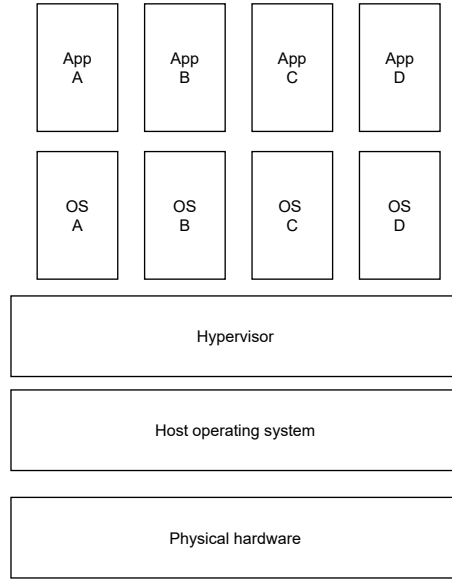 App
A
App
B
App
C
App
D
OS
A
OS
B
OS
C
OS
D
Hypervisor
Host operating system
Physical hardware